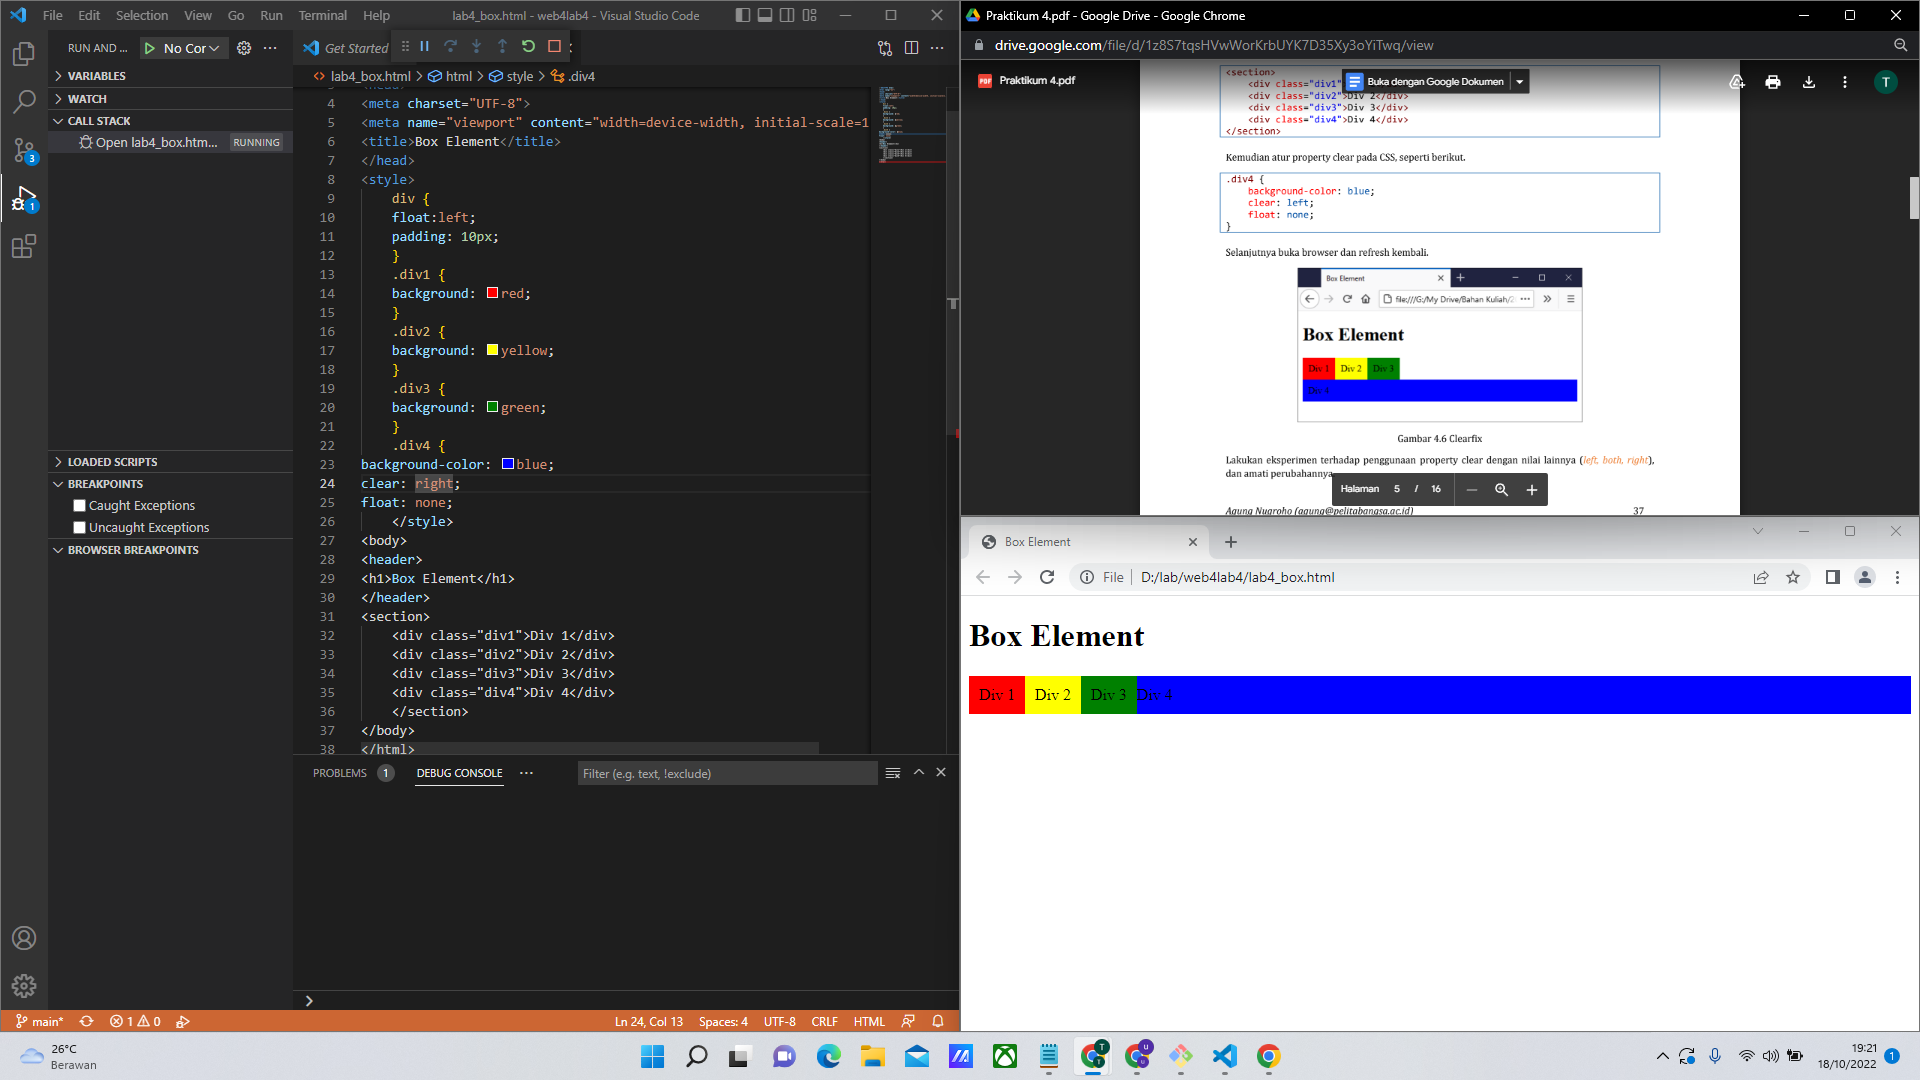 File Edit Selection View Go Run Terminal Help
lab4_box.html - web4lab4 - Visual Studio Code
RUN AND ...
No Cor
Get Started
VARIABLES
WATCH
CALL STACK
Open lab4_box.htm...
RUNNING
LOADED SCRIPTS
BREAKPOINTS
Caught Exceptions
Uncaught Exceptions
BROWSER BREAKPOINTS
3
1
lab4_box.html > html > style > .div4
4 <meta charset="UTF-8">
5 <meta name="viewport" content="width=device-width, initial-scale=1
6 <title>Box Element</title>
7 </head>
8 <style>
9 div {
10 float:left;
11 padding: 10px;
12 }
13 .div1 {
14 background: red;
15 }
16 .div2 {
17 background: yellow;
18 }
19 .div3 {
20 background: green;
21 }
22 .div4 {
23 background-color: blue;
24 clear: right;
25 float: none;
26 </style>
27 <body>
28 <header>
29 <h1>Box Element</h1>
30 </header>
31 <section>
32 <div class="div1">Div 1</div>
33 <div class="div2">Div 2</div>
34 <div class="div3">Div 3</div>
35 <div class="div4">Div 4</div>
36 </section>
37 </body>
38 </html>
PROBLEMS 1 DEBUG CONSOLE
Filter (e.g. text, !exclude)
main* 1 0
Ln 24, Col 13 Spaces: 4 UTF-8 CRLF HTML
Praktikum 4.pdf - Google Drive - Google Chrome
drive.google.com/file/d/1z8S7tqsHVwWorKrbUYK7D35Xy3oYiTwq/view
PDF Praktikum 4.pdf
Buka dengan Google Dokumen
T
<section>
<div class="div1"
<div class="div2">Div 2</div>
<div class="div3">Div 3</div>
<div class="div4">Div 4</div>
</section>
Kemudian atur property clear pada CSS, seperti berikut.
.div4 {
background-color: blue;
clear: left;
float: none;
}
Selanjutnya buka browser dan refresh kembali.
Box Element
file:///G:/My Drive/Bahan Kuliah/
Box Element
Div 1 Div 2 Div 3
Div 4
Gambar 4.6 Clearfix
Lakukan eksperimen terhadap penggunaan property clear dengan nilai lainnya (left, both, right),
dan amati perubahannya
Halaman 5 / 16
Agung Nugroho (agung@pelitabangsa.ac.id)
37
Box Element
File D:/lab/web4lab4/lab4_box.html
Box Element
Div 1 Div 2 Div 3 Div 4
26°C
Berawan
19:21
18/10/2022
1